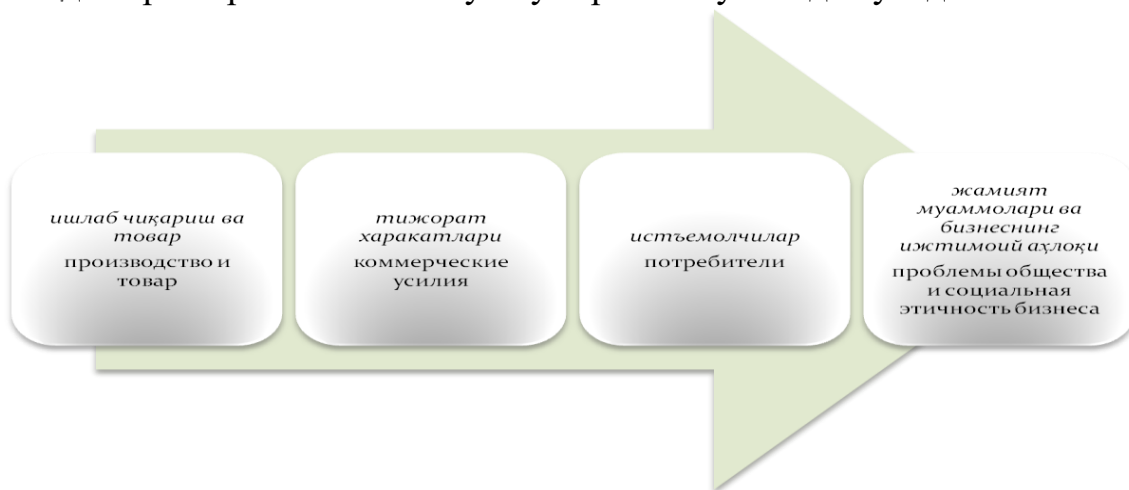 ишлаб чиқариш ва
товар
производство и
товар
тижорат
харакатлари
коммерческие
усилия
истъемолчилар
потребители
жамият
муаммолари ва
бизнеснинг
ижтимоий аҳлоқи
проблемы общества
и социальная
этичность бизнеса